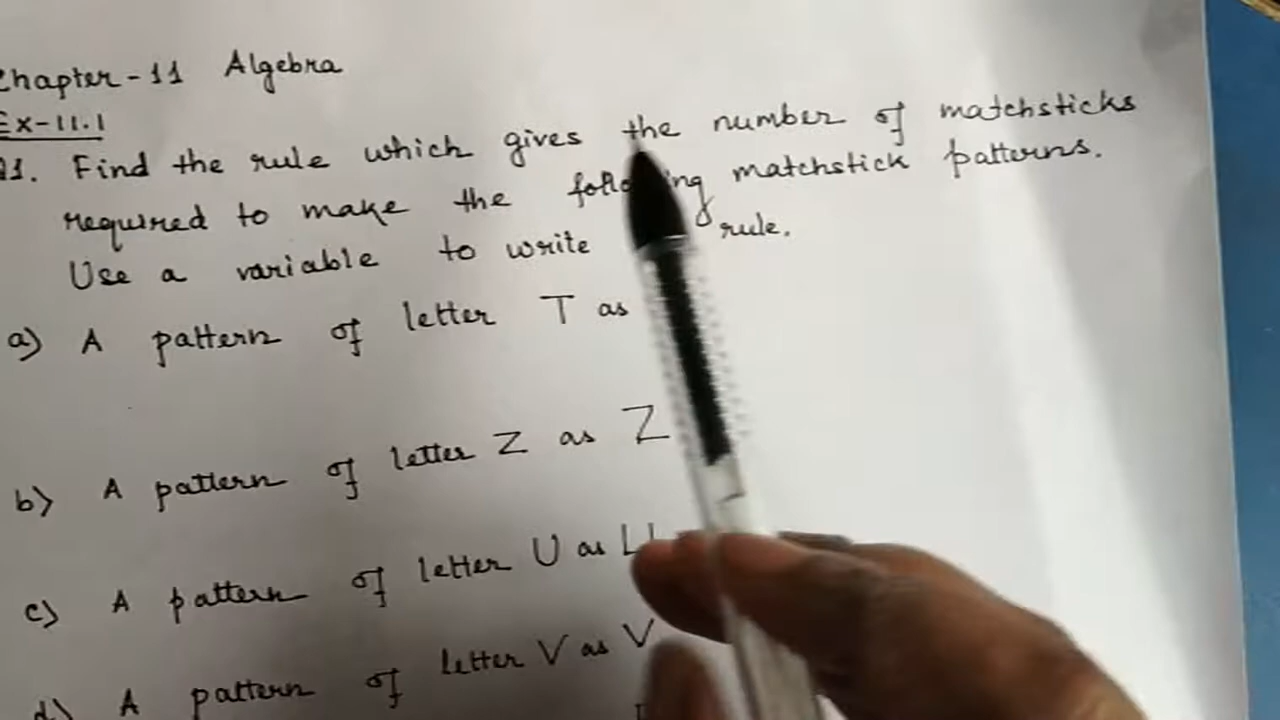 Chapter-11 Algebra
Ex-11.1
Q1. Find the rule which gives the number of matchsticks
required to make the following matchstick patterns.
Use a variable to write rule.
a) A pattern of letter T as
b) A pattern of letter Z as Z
c) A pattern of letter U as U
d) A pattern of letter V as V